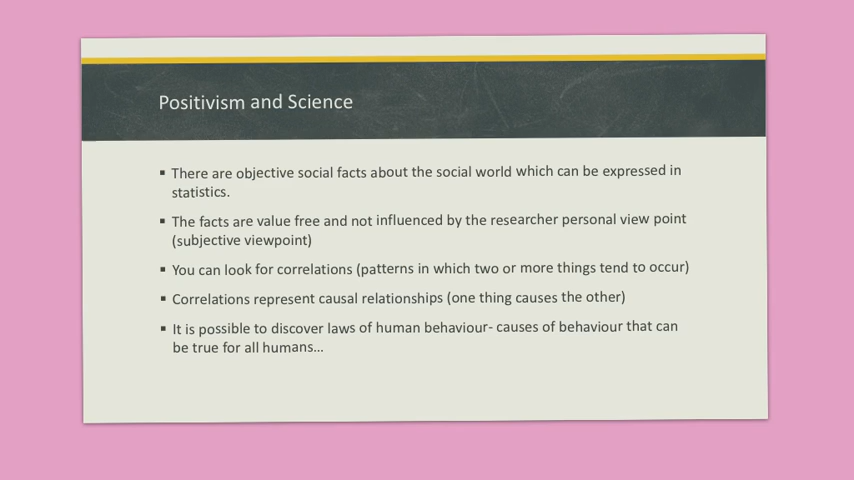 Positivism and Science
▪ There are objective social facts about the social world which can be expressed in
statistics.
▪ The facts are value free and not influenced by the researcher personal view point
(subjective viewpoint)
▪ You can look for correlations (patterns in which two or more things tend to occur)
▪ Correlations represent causal relationships (one thing causes the other)
▪ It is possible to discover laws of human behaviour- causes of behaviour that can
be true for all humans…